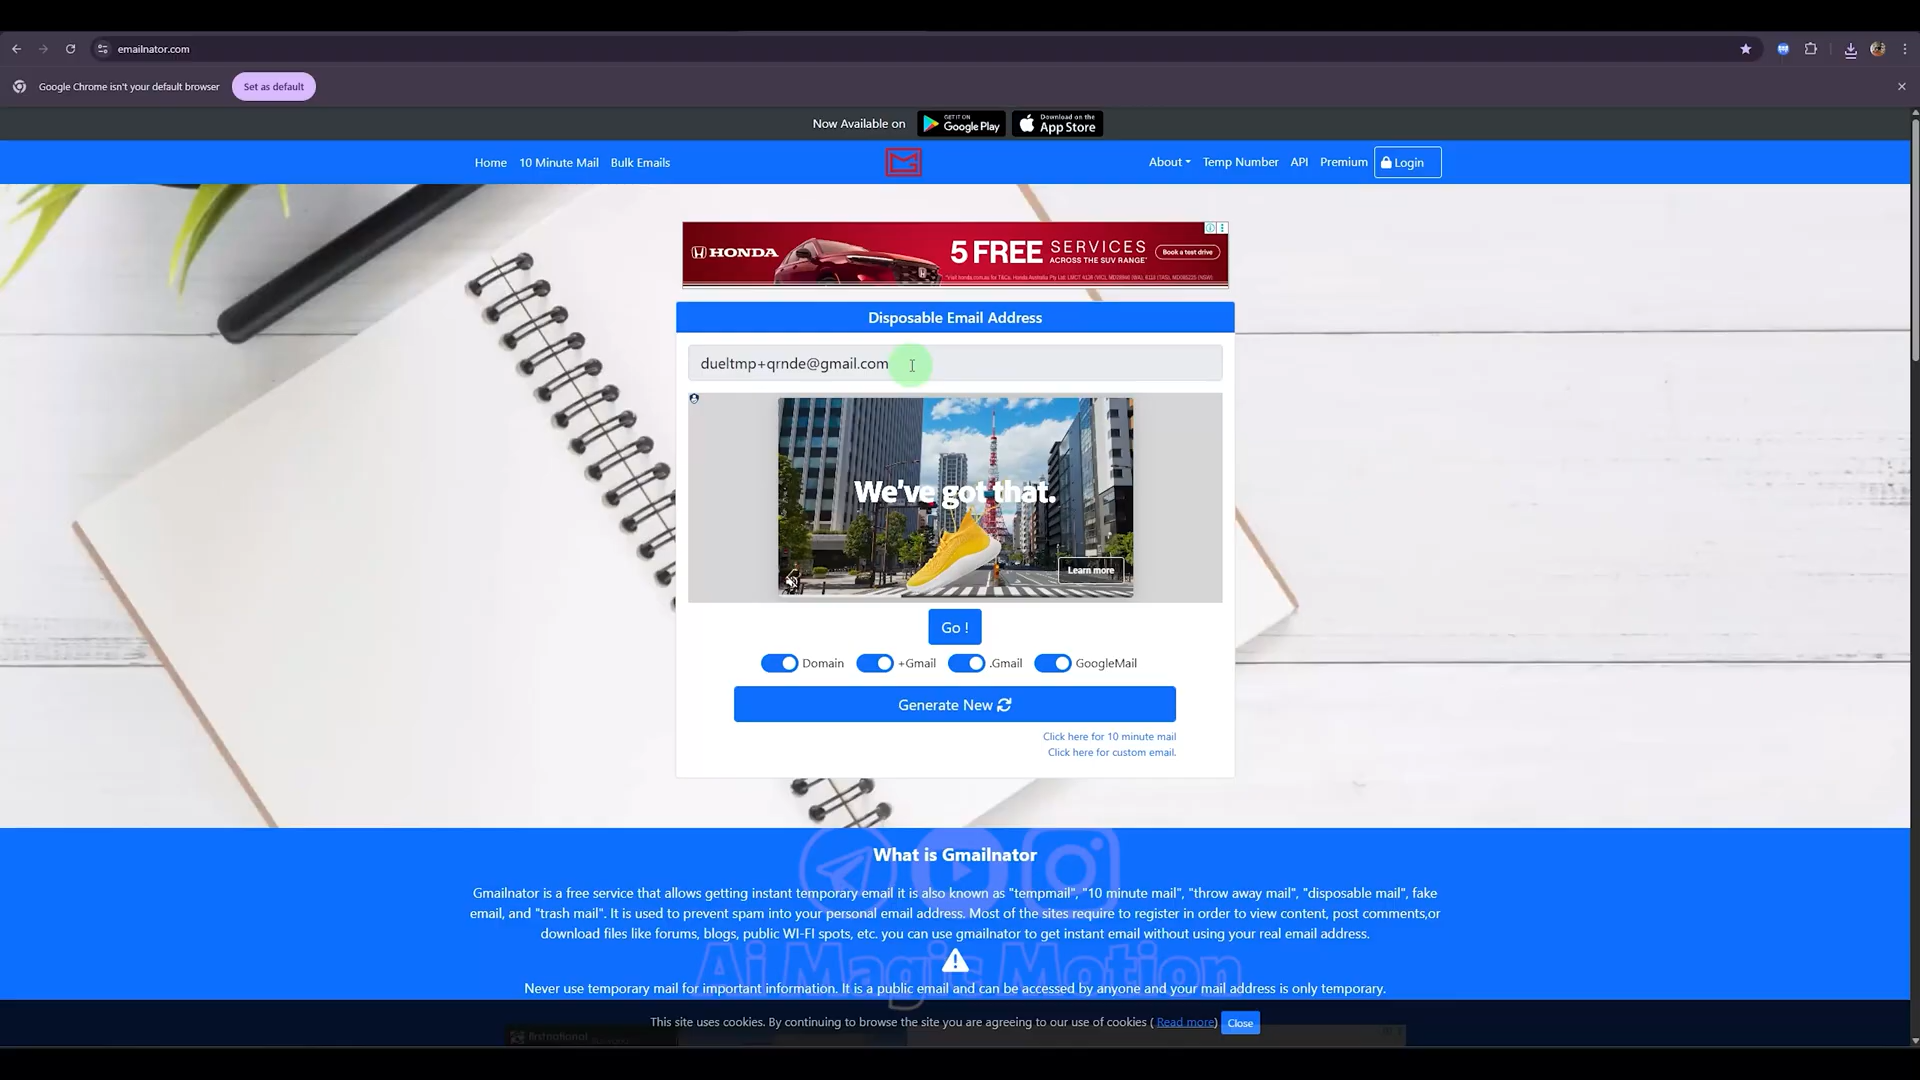 emailnator.com
Google Chrome isn't your default browser
Set as default
Now Available on
GET IT ON
Google Play
Download on the
App Store
Home
10 Minute Mail
Bulk Emails
About
Temp Number
API
Premium
Login
HONDA
5 FREE SERVICES
ACROSS THE SUV RANGE*
Book a test drive
Disposable Email Address
dueltmp+qrnde@gmail.com
We've got that.
Learn more
Go !
Domain
+Gmail
.Gmail
GoogleMail
Generate New
Click here for 10 minute mail
Click here for custom email.
What is Gmailnator
Gmailnator is a free service that allows getting instant temporary email it is also known as "tempmail", "10 minute mail", "throw away mail", "disposable mail", fake
email, and "trash mail". It is used to prevent spam into your personal email address. Most of the sites require to register in order to view content, post comments,or
download files like forums, blogs, public WI-FI spots, etc. you can use gmailnator to get instant email without using your real email address.
Ai Magic Motion
Never use temporary mail for important information. It is a public email and can be accessed by anyone and your mail address is only temporary.
This site uses cookies. By continuing to browse the site you are agreeing to our use of cookies ( Read more)
Close
firstnational